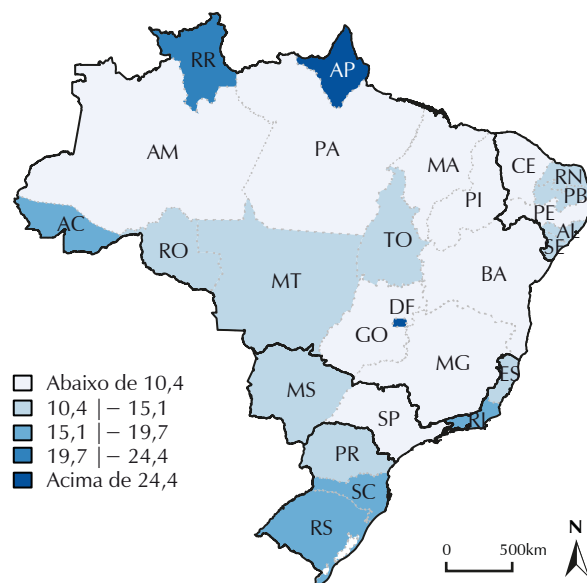 RR
AP
AM
PA
MA
CE
RN
PB
PI
PE
AL
SE
AC
RO
TO
BA
MT
DF
GO
MG
ES
MS
SP
RJ
PR
SC
RS
Abaixo de 10,4
10,4 |− 15,1
15,1 |− 19,7
19,7 |− 24,4
Acima de 24,4
N
0 500km